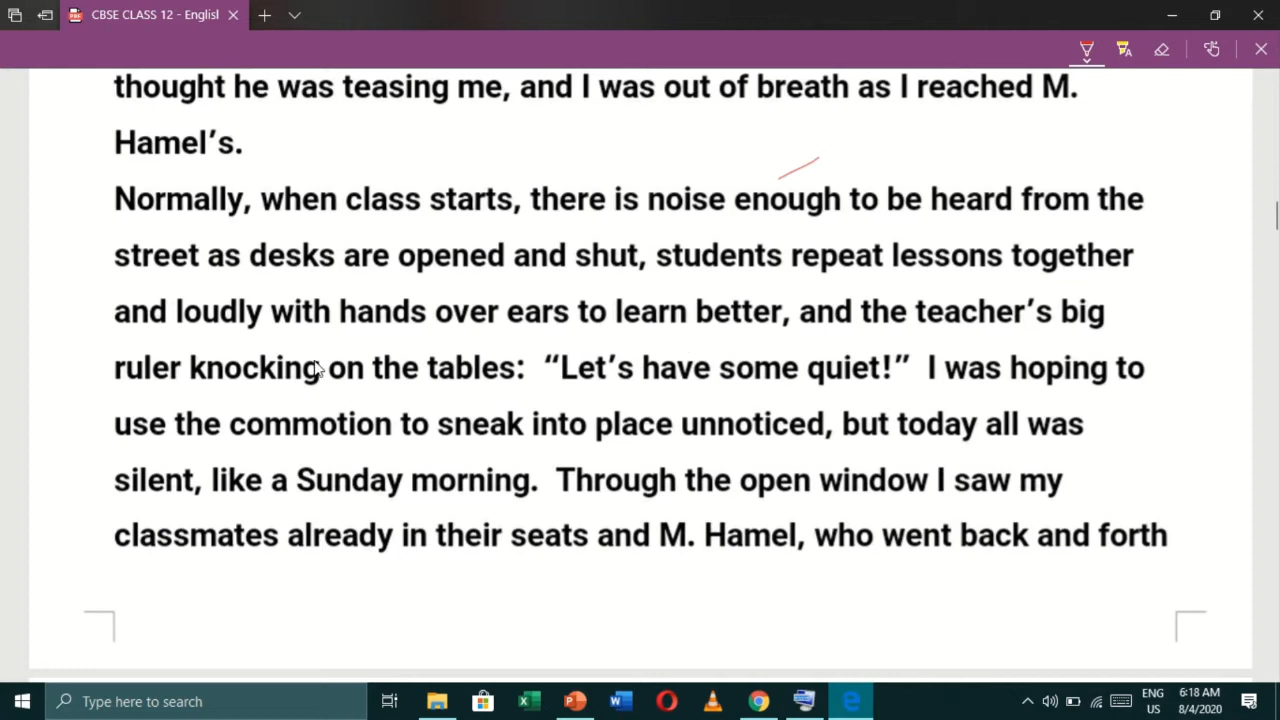 CBSE CLASS 12 - Englisl
thought he was teasing me, and I was out of breath as I reached M.
Hamel’s.
Normally, when class starts, there is noise enough to be heard from the
street as desks are opened and shut, students repeat lessons together
and loudly with hands over ears to learn better, and the teacher’s big
ruler knocking on the tables:  “Let’s have some quiet!”  I was hoping to
use the commotion to sneak into place unnoticed, but today all was
silent, like a Sunday morning.  Through the open window I saw my
classmates already in their seats and M. Hamel, who went back and forth
Type here to search
ENG
US
6:18 AM
8/4/2020